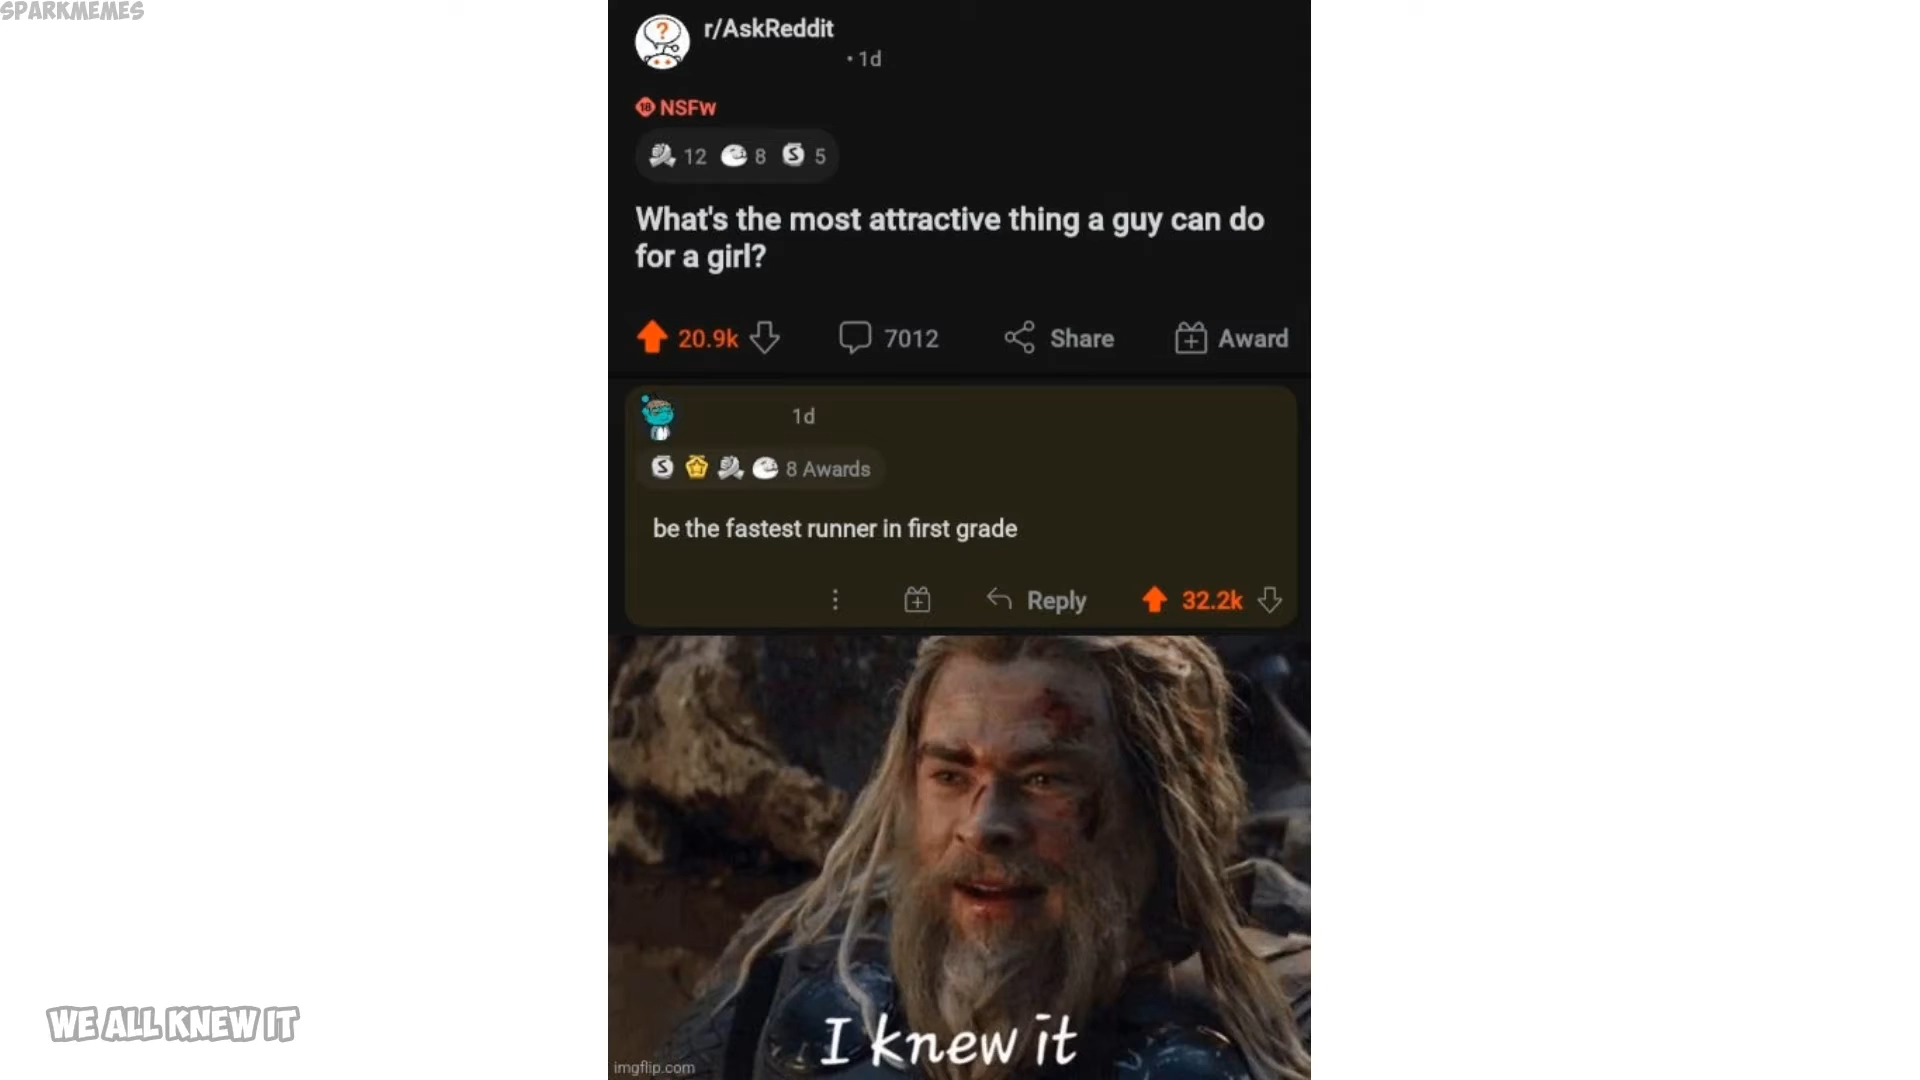 SPARKMEMES
r/AskReddit
• 1d
18 NSFW
12 8 S 5
What's the most attractive thing a guy can do
for a girl?
20.9k 7012 Share Award
1d
S 8 Awards
be the fastest runner in first grade
Reply 32.2k
WE ALL KNEW IT
I knew it
imgflip.com